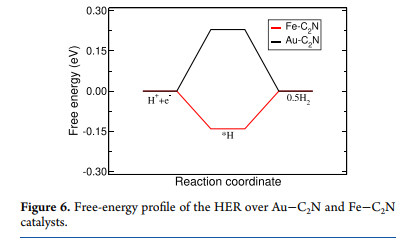 0.30
Fe-C₂N
Au-C₂N
0.15
Free energy (eV)
0.00
H⁺+e⁻
0.5H₂
-0.15
*H
-0.30
Reaction coordinate
Figure 6. Free-energy profile of the HER over Au−C₂N and Fe−C₂N
catalysts.